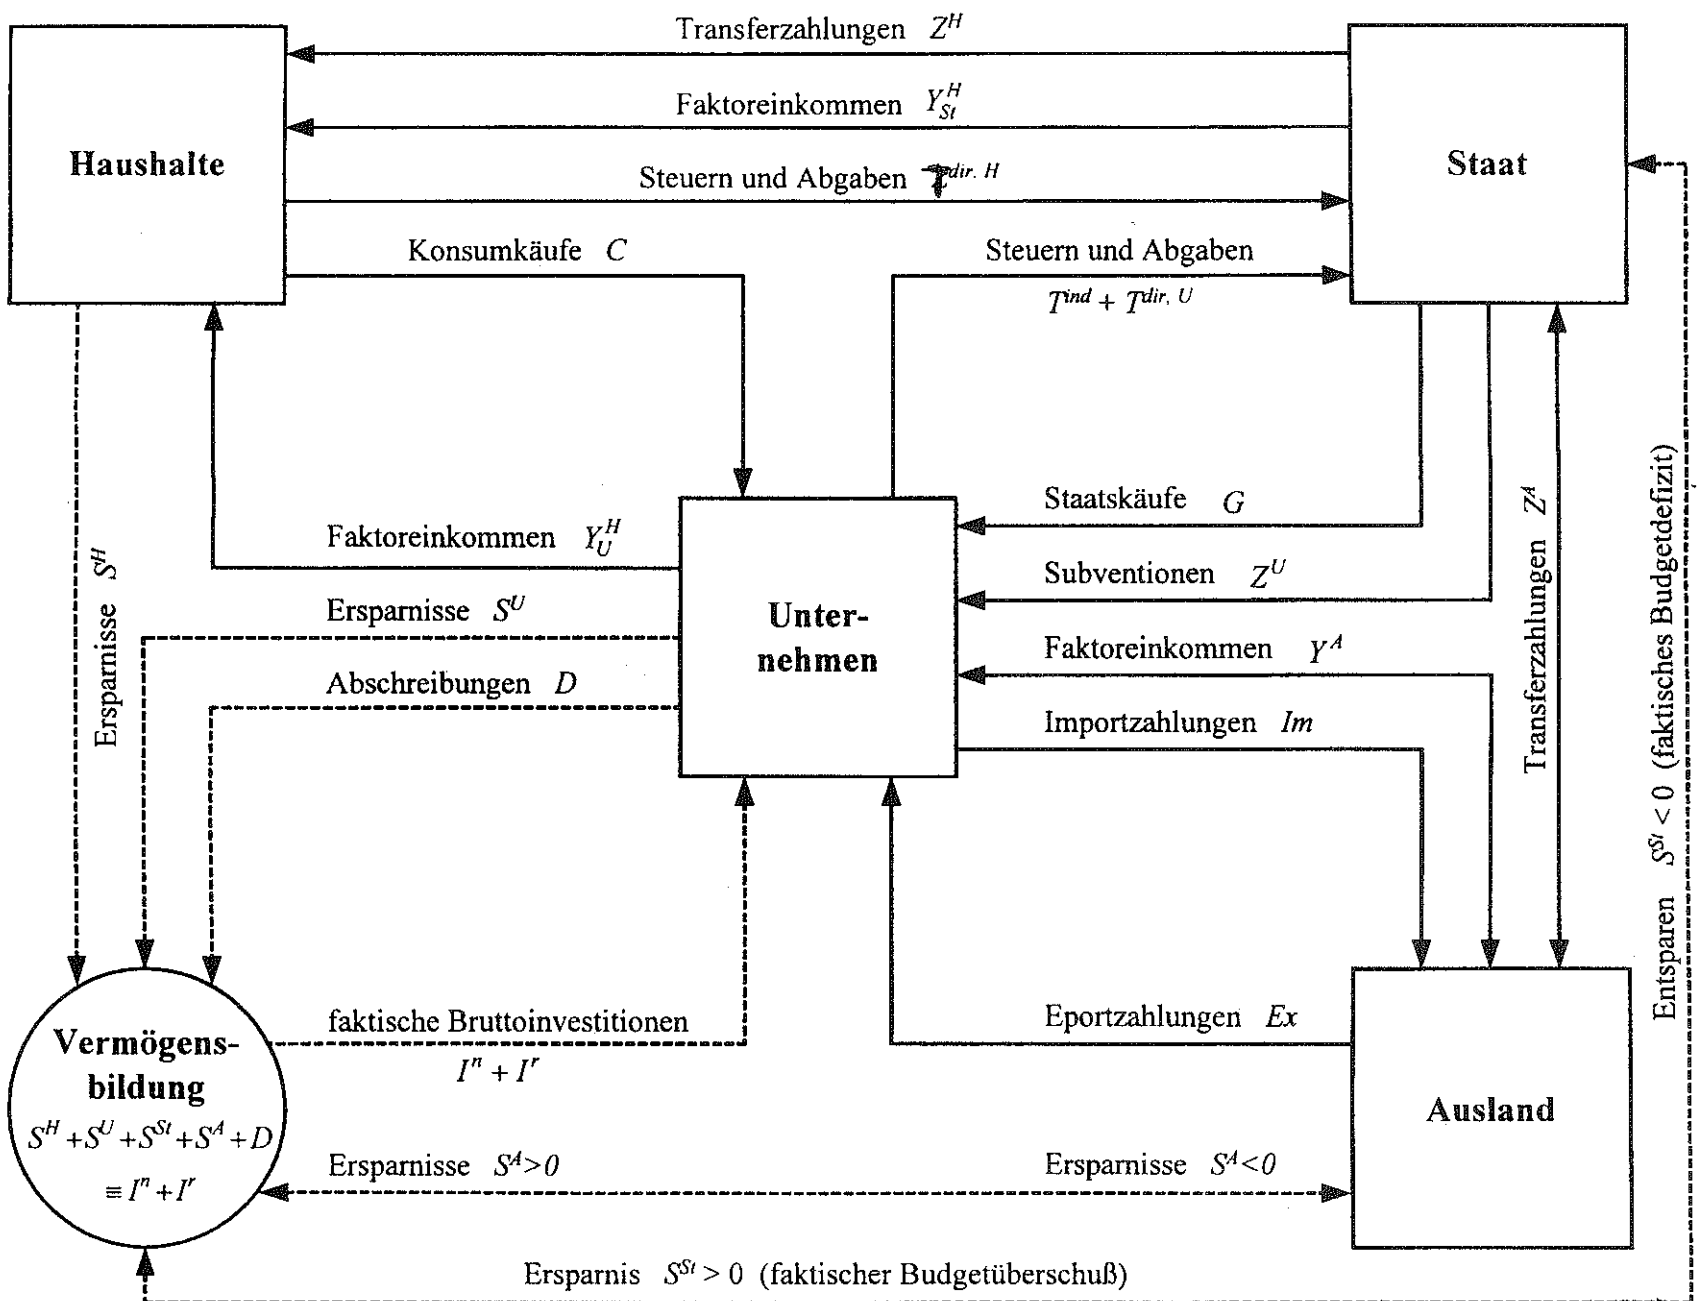 Transferzahlungen Z^H
Faktoreinkommen Y_St^H
Haushalte
Staat
Steuern und Abgaben T^dir. H
Konsumkäufe C
Steuern und Abgaben
T^ind + T^dir, U
Staatskäufe G
Faktoreinkommen Y_U^H
Subventionen Z^U
Ersparnisse S^U
Unter-
nehmen
Faktoreinkommen Y^A
Abschreibungen D
Importzahlungen Im
Ersparnisse S^H
Transferzahlungen Z^A
Entsparen S^St < 0 (faktisches Budgetdefizit)
Vermögens-
bildung
S^H + S^U + S^St + S^A + D
≡ I^n + I^r
faktische Bruttoinvestitionen
I^n + I^r
Eportzahlungen Ex
Ausland
Ersparnisse S^A>0
Ersparnisse S^A<0
Ersparnis S^St > 0 (faktischer Budgetüberschuß)